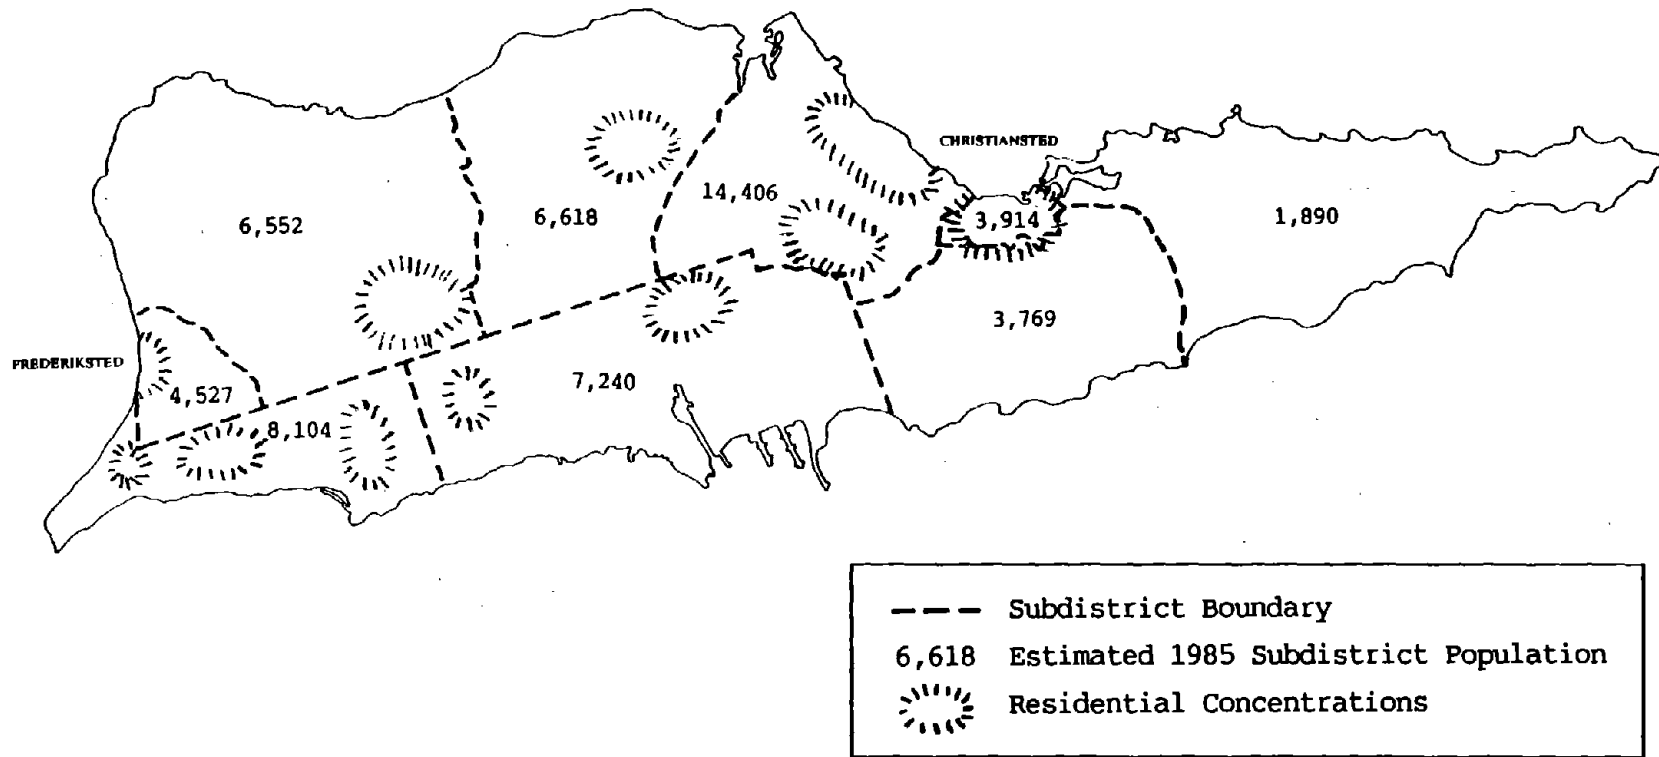 CHRISTIANSTED
14,406
6,552
6,618
3,914
1,890
3,769
FREDERIKSTED
7,240
4,527
8,104
Subdistrict Boundary
6,618 Estimated 1985 Subdistrict Population
Residential Concentrations